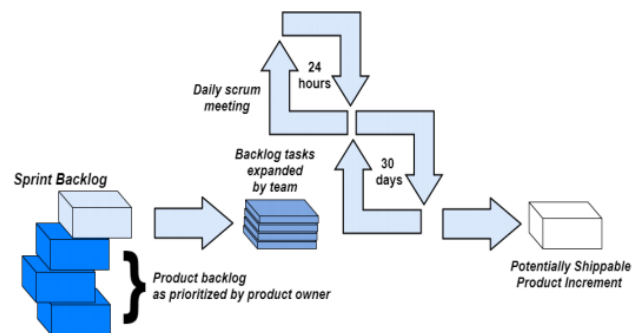 24
hours
Daily scrum
meeting
Backlog tasks
expanded
by team
30
days
Sprint Backlog
Product backlog
as prioritized by product owner
Potentially Shippable
Product Increment